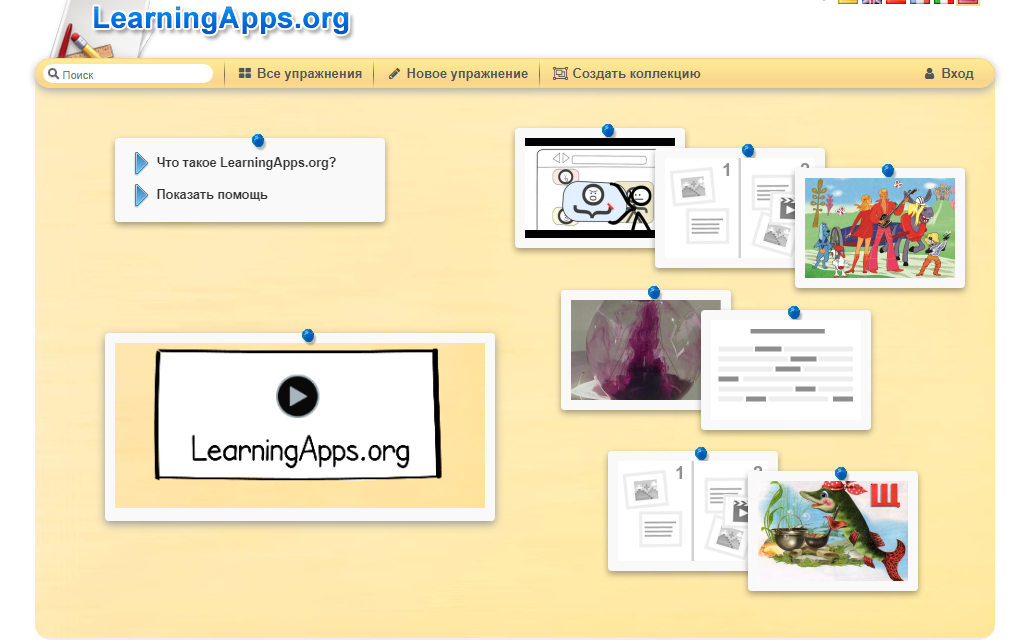 LearningApps.org
Поиск
Все упражнения
Новое упражнение
Создать коллекцию
Вход
Что такое LearningApps.org?
Показать помощь
1
2
LearningApps.org
1
2
Щ